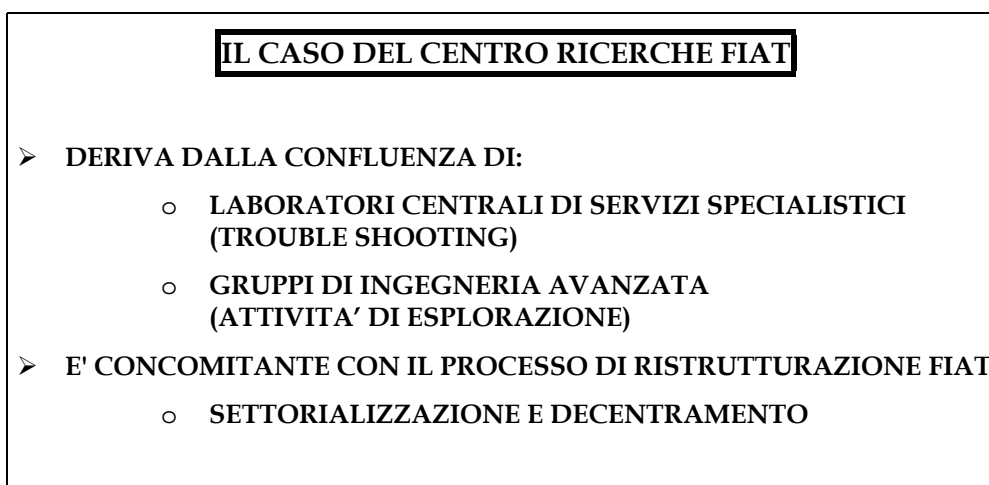 IL CASO DEL CENTRO RICERCHE FIAT
➢ DERIVA DALLA CONFLUENZA DI:
o LABORATORI CENTRALI DI SERVIZI SPECIALISTICI
(TROUBLE SHOOTING)
o GRUPPI DI INGEGNERIA AVANZATA
(ATTIVITA’ DI ESPLORAZIONE)
➢ E' CONCOMITANTE CON IL PROCESSO DI RISTRUTTURAZIONE FIAT
o SETTORIALIZZAZIONE E DECENTRAMENTO